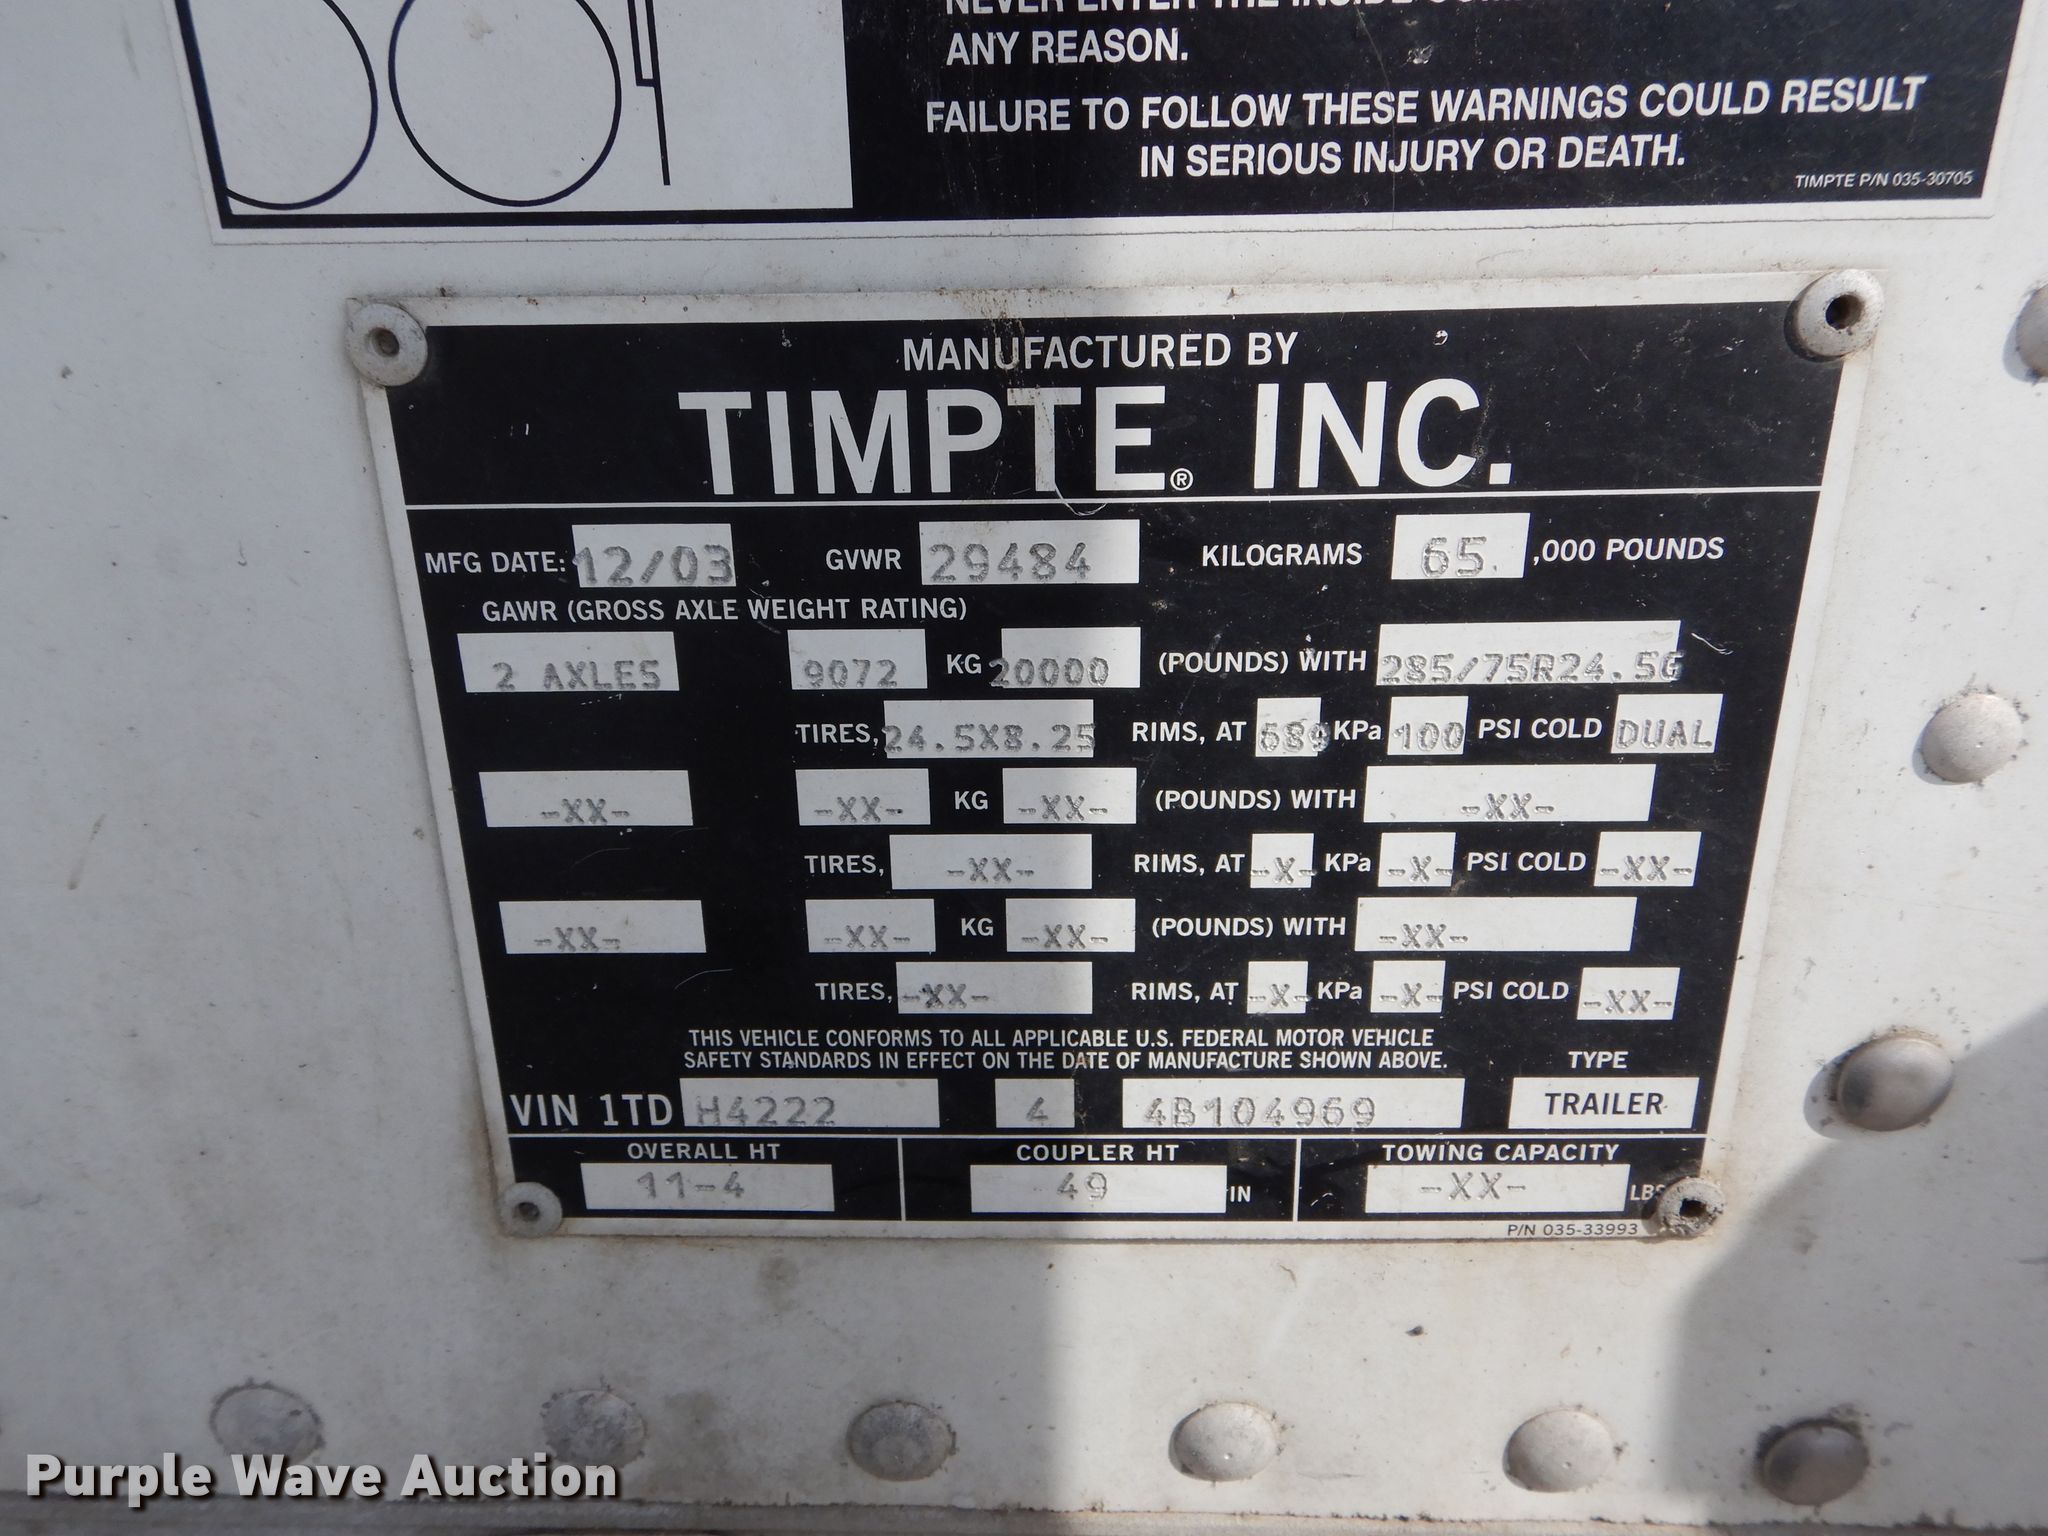 ANY REASON.
FAILURE TO FOLLOW THESE WARNINGS COULD RESULT
IN SERIOUS INJURY OR DEATH.
TIMPTE P/N 035-30705
MANUFACTURED BY
TIMPTE® INC.
MFG DATE: 12/03 GVWR 29484 KILOGRAMS 65 ,000 POUNDS
GAWR (GROSS AXLE WEIGHT RATING)
2 AXLES 9072 KG 20000 (POUNDS) WITH 285/75R24.5G
TIRES, 24.5X8.25 RIMS, AT 689 KPa 100 PSI COLD DUAL
-XX- -XX- KG -XX- (POUNDS) WITH -XX-
TIRES, -XX- RIMS, AT -X- KPa -X- PSI COLD -XX-
-XX- -XX- KG -XX- (POUNDS) WITH -XX-
TIRES, -XX- RIMS, AT -X- KPa -X- PSI COLD -XX-
THIS VEHICLE CONFORMS TO ALL APPLICABLE U.S. FEDERAL MOTOR VEHICLE
SAFETY STANDARDS IN EFFECT ON THE DATE OF MANUFACTURE SHOWN ABOVE.
TYPE
VIN 1TD H4222 4 4B104969 TRAILER
OVERALL HT COUPLER HT TOWING CAPACITY
11-4 49 IN -XX- LBS
P/N 035-33993
Purple Wave Auction